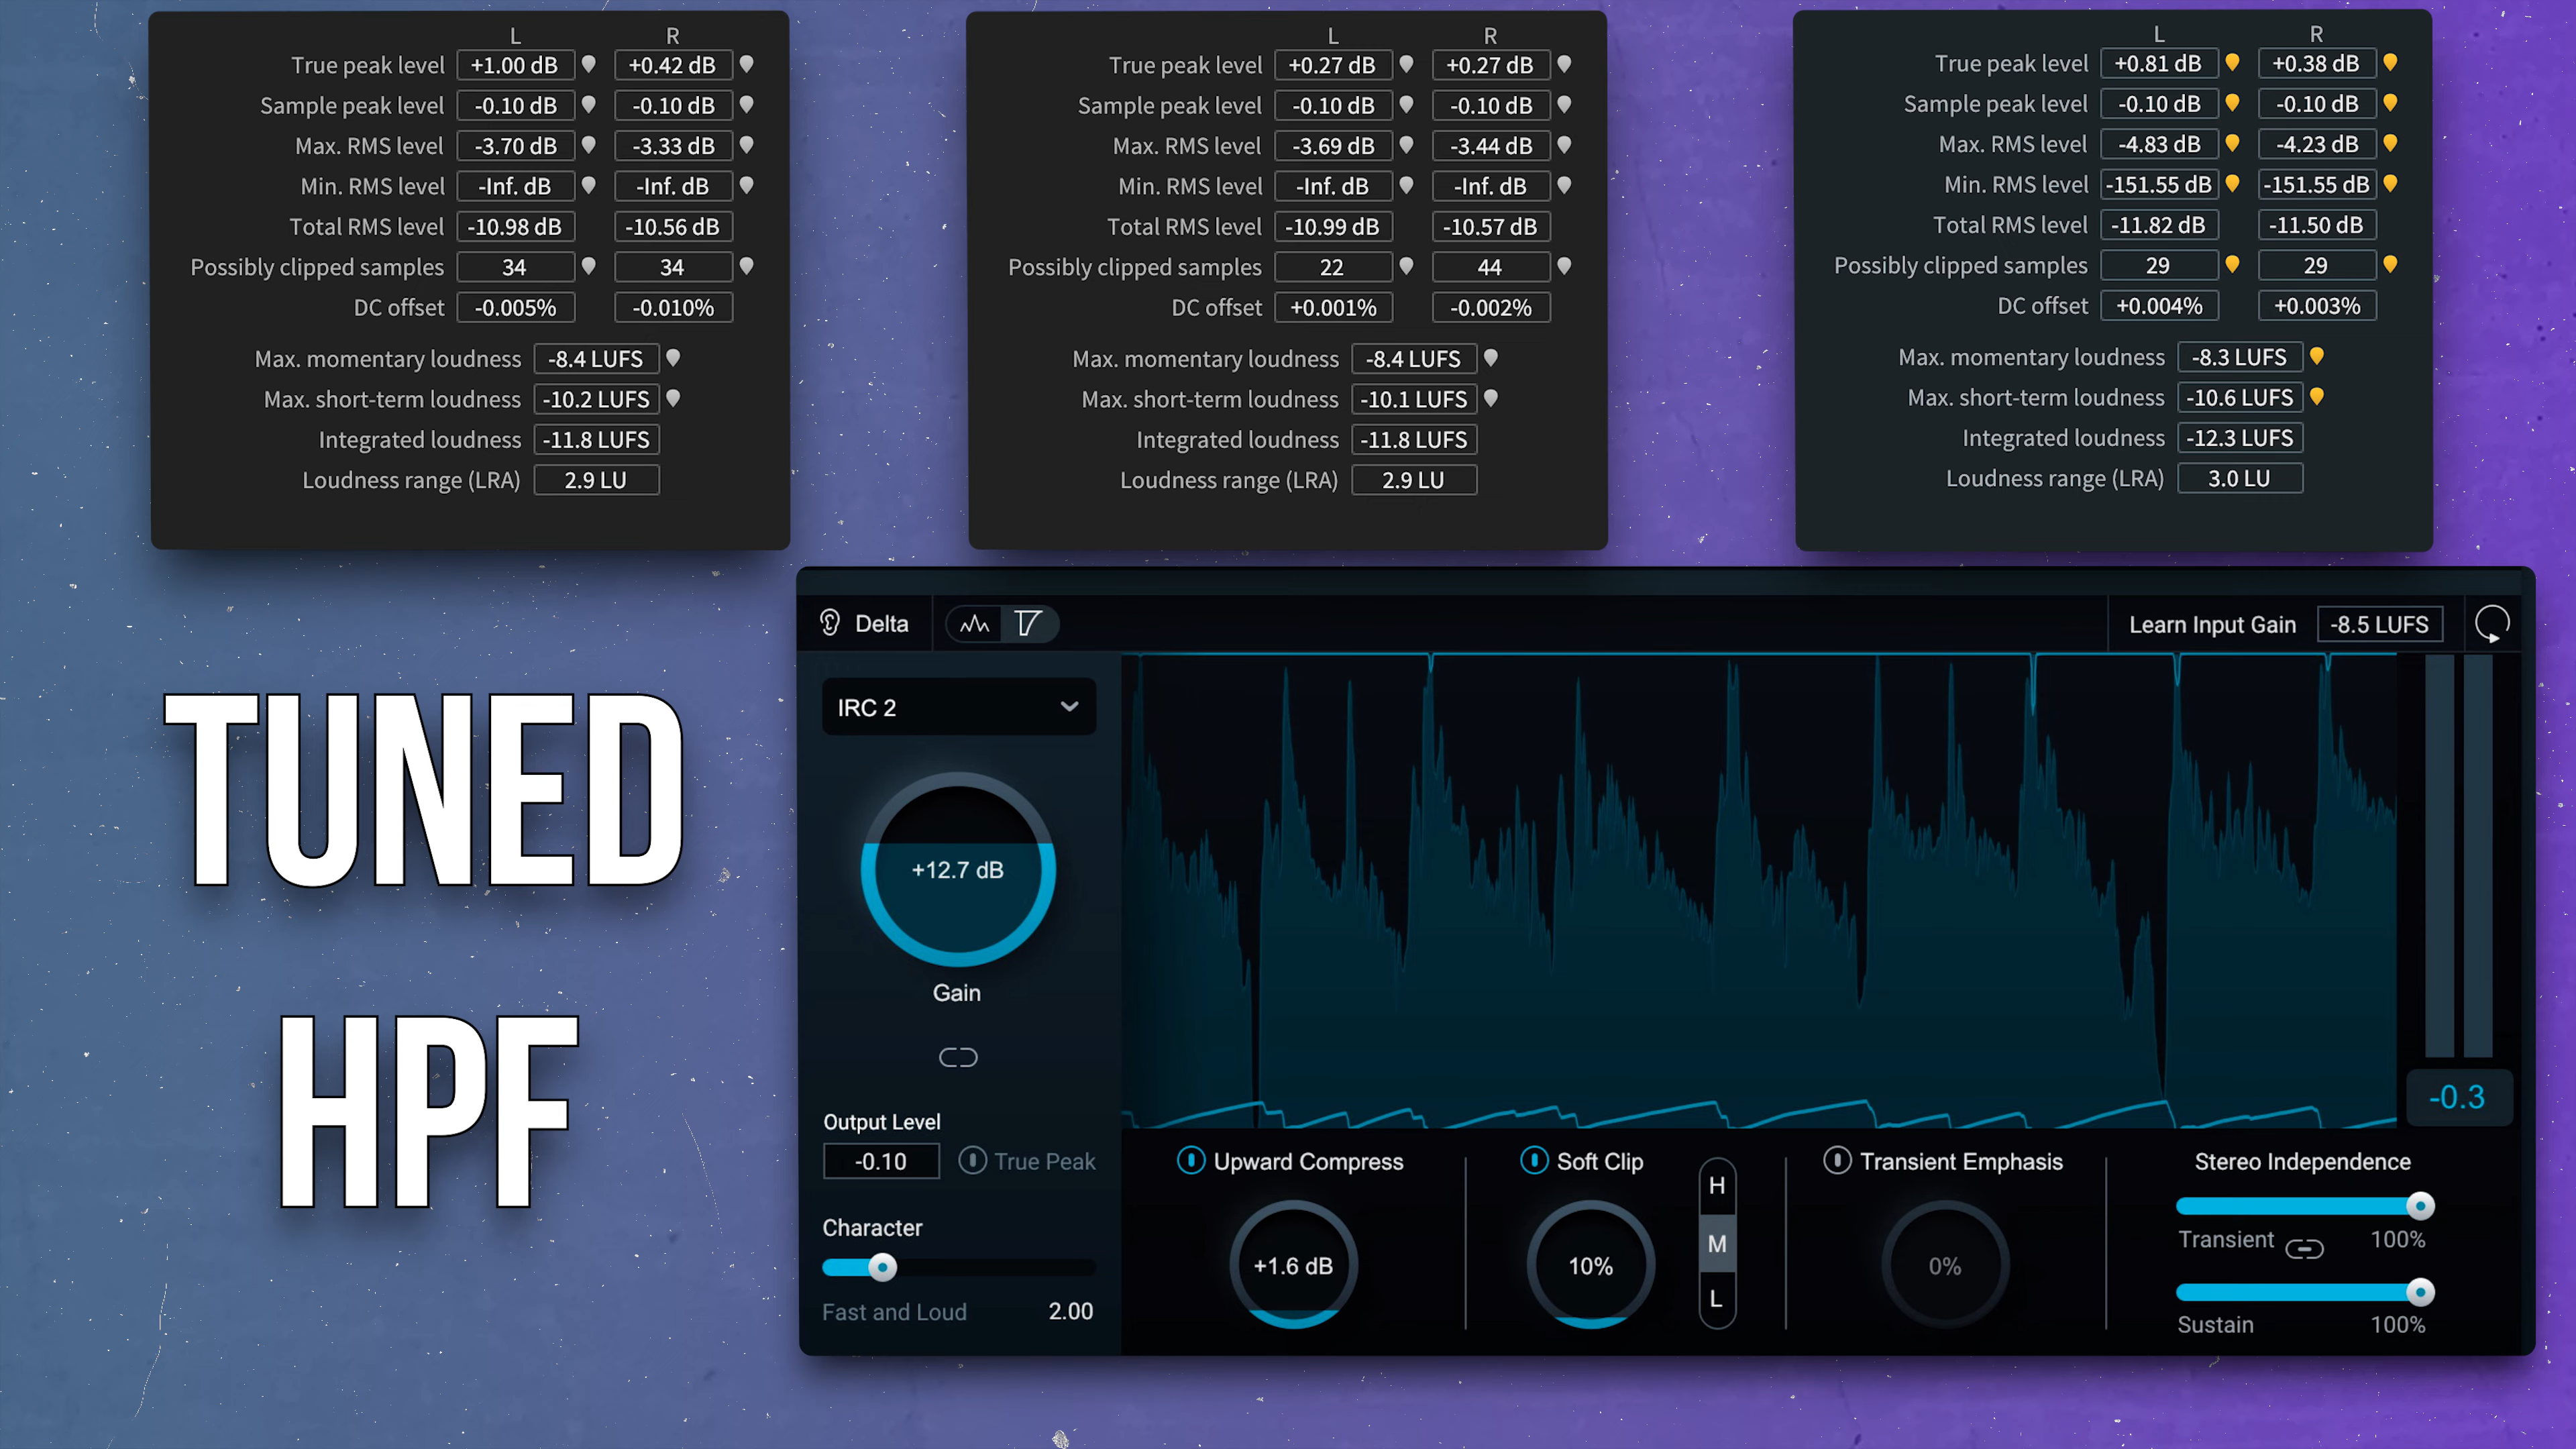 L R
True peak level +1.00 dB +0.42 dB
Sample peak level -0.10 dB -0.10 dB
Max. RMS level -3.70 dB -3.33 dB
Min. RMS level -Inf. dB -Inf. dB
Total RMS level -10.98 dB -10.56 dB
Possibly clipped samples 34 34
DC offset -0.005% -0.010%
Max. momentary loudness -8.4 LUFS
Max. short-term loudness -10.2 LUFS
Integrated loudness -11.8 LUFS
Loudness range (LRA) 2.9 LU
L R
True peak level +0.27 dB +0.27 dB
Sample peak level -0.10 dB -0.10 dB
Max. RMS level -3.69 dB -3.44 dB
Min. RMS level -Inf. dB -Inf. dB
Total RMS level -10.99 dB -10.57 dB
Possibly clipped samples 22 44
DC offset +0.001% -0.002%
Max. momentary loudness -8.4 LUFS
Max. short-term loudness -10.1 LUFS
Integrated loudness -11.8 LUFS
Loudness range (LRA) 2.9 LU
L R
True peak level +0.81 dB +0.38 dB
Sample peak level -0.10 dB -0.10 dB
Max. RMS level -4.83 dB -4.23 dB
Min. RMS level -151.55 dB -151.55 dB
Total RMS level -11.82 dB -11.50 dB
Possibly clipped samples 29 29
DC offset +0.004% +0.003%
Max. momentary loudness -8.3 LUFS
Max. short-term loudness -10.6 LUFS
Integrated loudness -12.3 LUFS
Loudness range (LRA) 3.0 LU
TUNED
HPF
Delta Learn Input Gain -8.5 LUFS
IRC 2
+12.7 dB
Gain
Output Level
-0.10 True Peak
Character
Fast and Loud 2.00
-0.3
Upward Compress
+1.6 dB
Soft Clip
10%
H
M
L
Transient Emphasis
0%
Stereo Independence
Transient 100%
Sustain 100%